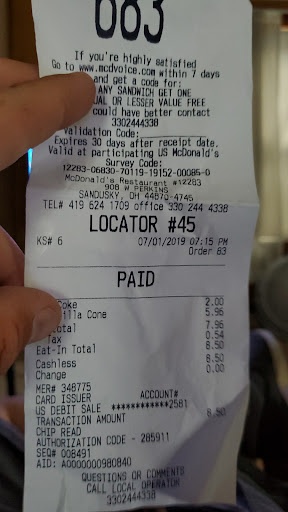 683
If you're highly satisfied
Go to www.mcdvoice.com within 7 days
and get a code for:
ANY SANDWICH GET ONE
OR LESSER VALUE FREE
could have better contact
3302444338
Validation Code:
Expires 30 days after receipt date.
Valid at participating US McDonald's
Survey Code:
12283-06830-70119-19152-00085-0
McDonald's Restaurant #12283
908 W PERKINS
SANDUSKY, OH 44870-4745
TEL# 419 624 1709 office 330 244 4338
LOCATOR #45
KS# 6 07/01/2019 07:15 PM
Order 83
PAID
Coke 2.00
illa Cone 5.96
total 7.96
Tax 0.54
Eat-In Total 8.50
Cashless 8.50
Change 0.00
MER# 348775
CARD ISSUER ACCOUNT#
US DEBIT SALE ************2581
TRANSACTION AMOUNT 8.50
CHIP READ
AUTHORIZATION CODE - 285911
SEQ# 008491
AID: A0000000980840
QUESTIONS OR COMMENTS
CALL LOCAL OPERATOR
3302444338